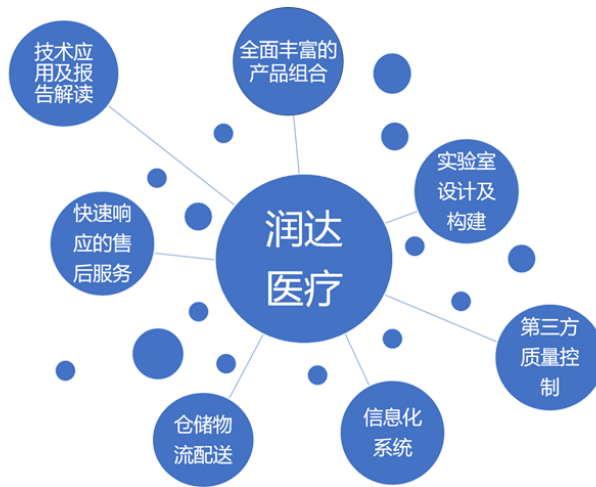 技术应
用及报
告解读
全面丰富的
产品组合
实验室
设计及
构建
快速响
应的售
后服务
润达
医疗
第三方
质量控
制
仓储物
流配送
信息化
系统